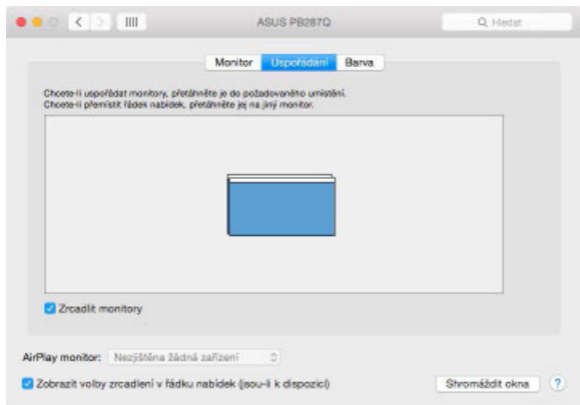 ASUS PB287Q
Hledat
Monitor Uspořádání Barva
Chcete-li uspořádat monitory, přetáhněte je do požadovaného umístění.
Chcete-li přemístit řádek nabídek, přetáhněte jej na jiný monitor.
Zrcadlit monitory
AirPlay monitor: Nezjištěna žádná zařízení
Zobrazit volby zrcadlení v řádku nabídek (jsou-li k dispozici)
Shromáždit okna ?